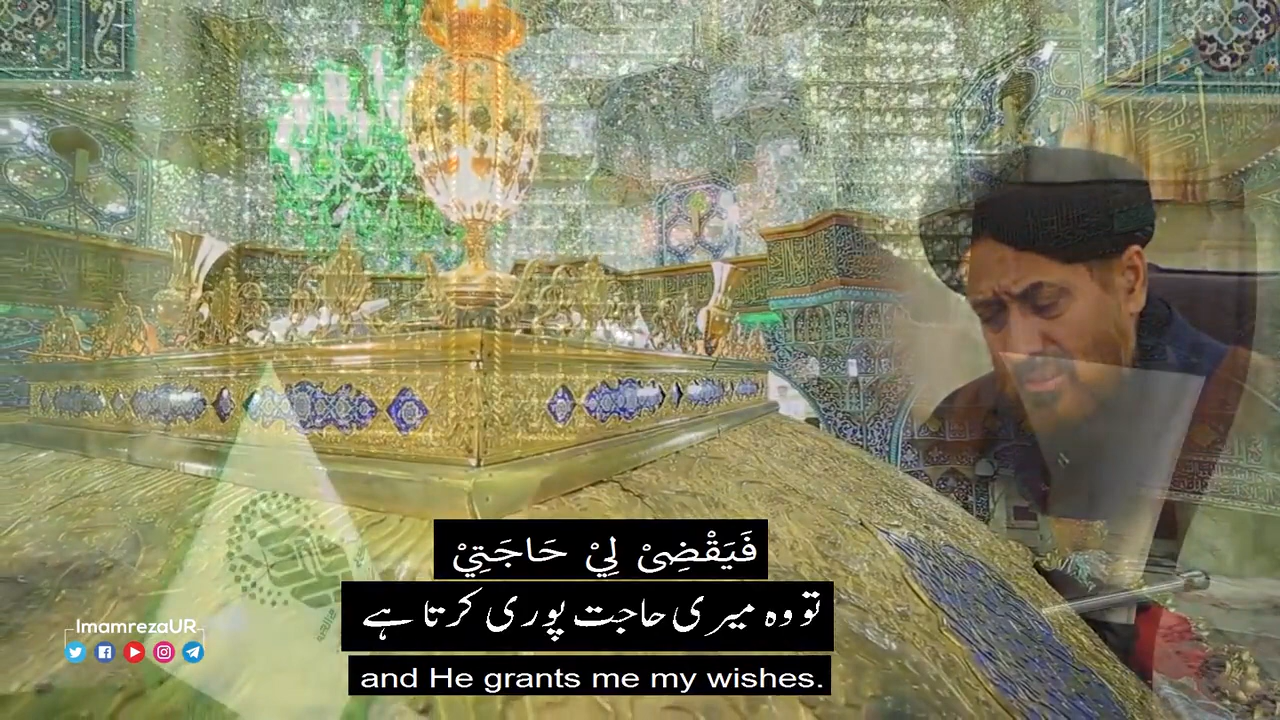 فَيَقْضِىْ لِيْ حَاجَتِيْ
تو وہ میری حاجت پوری کرتا ہے
and He grants me my wishes.
ImamrezaUR